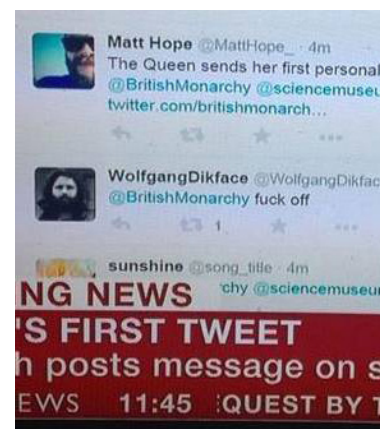 Matt Hope @MattHope_ · 4m
The Queen sends her first personal
@BritishMonarchy @sciencemuseu
twitter.com/britishmonarch...
WolfgangDikface @WolfgangDikfac
@BritishMonarchy fuck off
1
sunshine @song_title · 4m
chy @sciencemuseu
NG NEWS
'S FIRST TWEET
h posts message on s
EWS 11:45 QUEST BY T